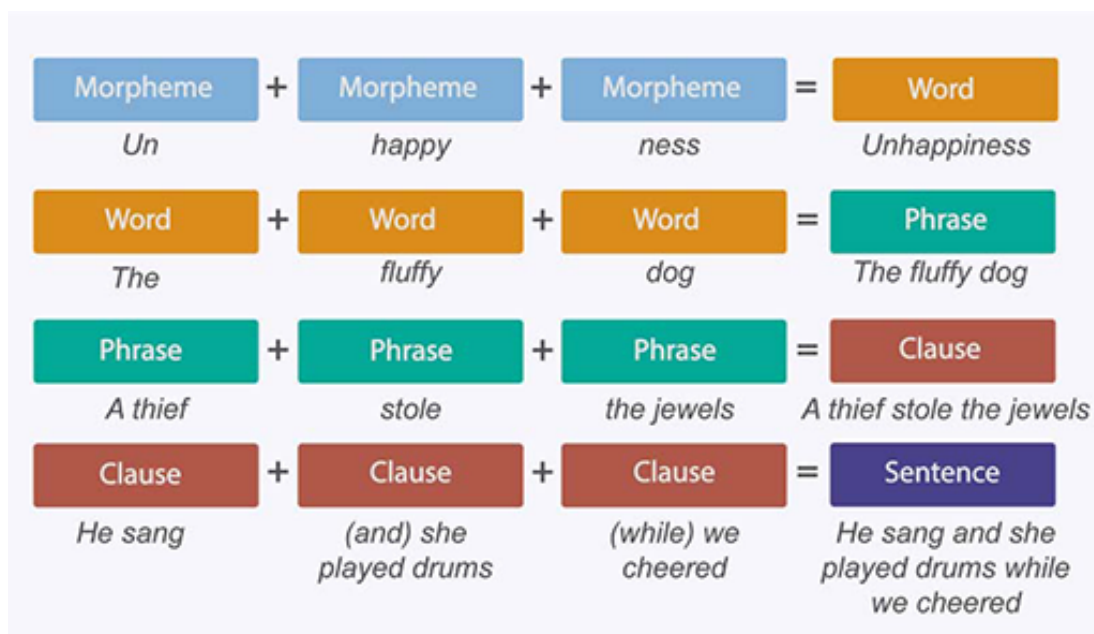 Morpheme + Morpheme + Morpheme = Word
Un happy ness Unhappiness
Word + Word + Word = Phrase
The fluffy dog The fluffy dog
Phrase + Phrase + Phrase = Clause
A thief stole the jewels A thief stole the jewels
Clause + Clause + Clause = Sentence
He sang (and) she (while) we He sang and she
played drums cheered played drums while
we cheered